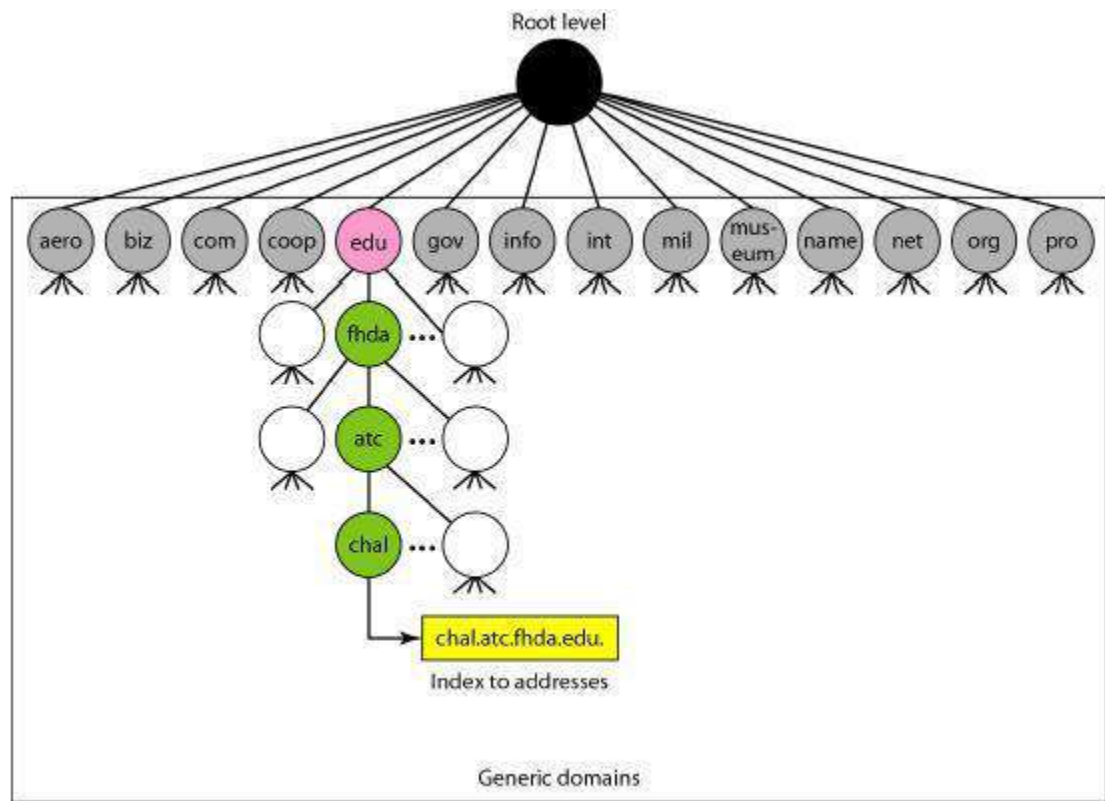 Root level
aero biz com coop edu gov info int mil mus-
eum name net org pro
fhda ...
atc ...
chal ...
chal.atc.fhda.edu.
Index to addresses
Generic domains